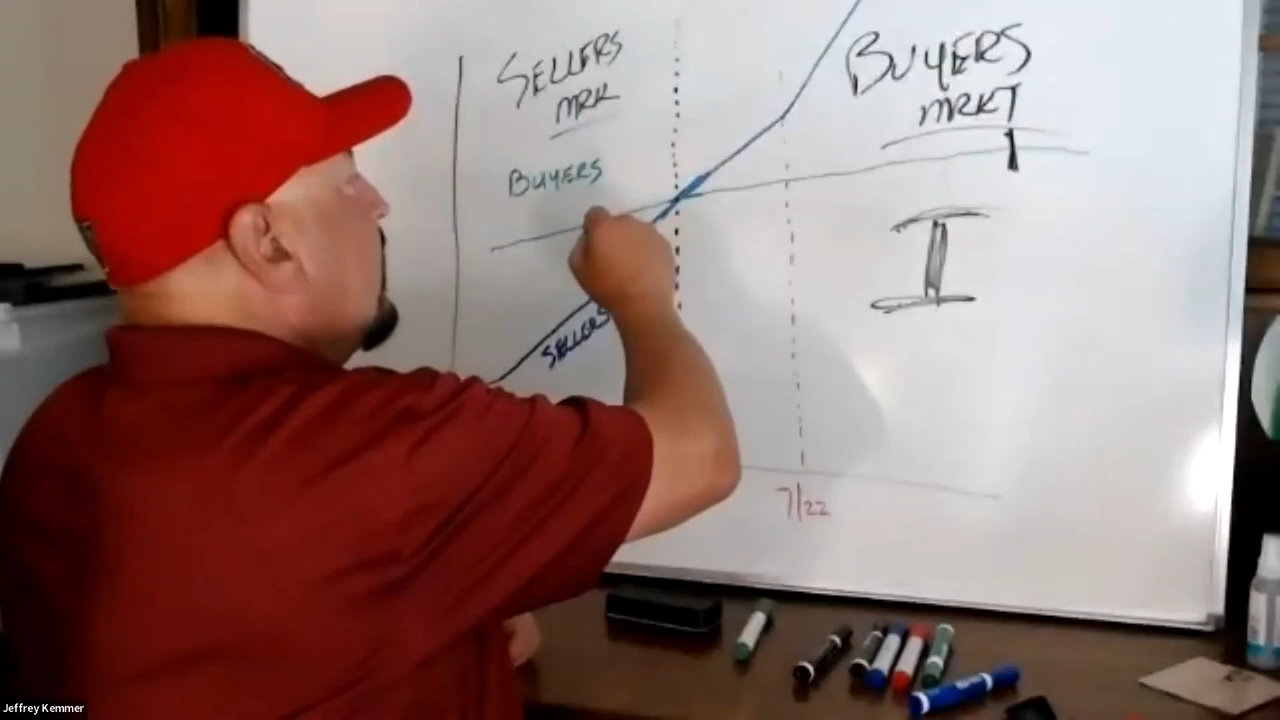 SELLERS
MRK
BUYERS
MRKT
BUYERS
SELLERS
I
7/22
Jeffrey Kemmer